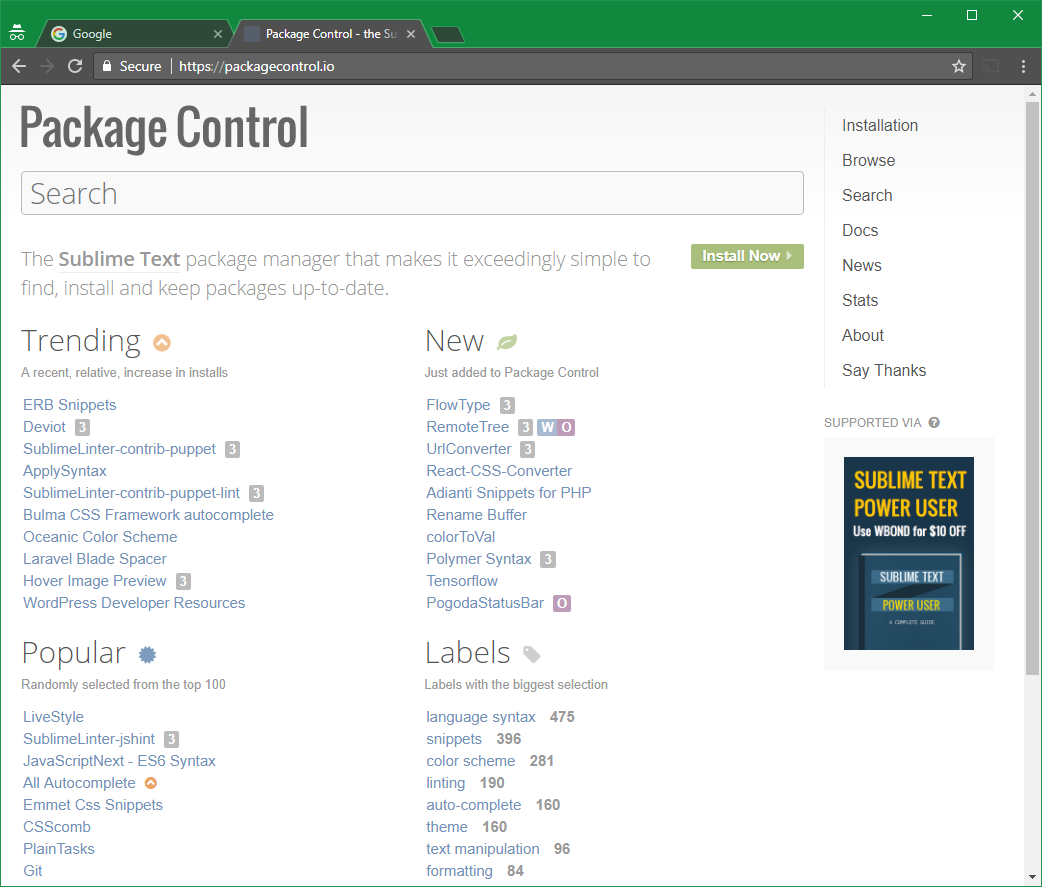 Google
Package Control - the Su
Secure
https://packagecontrol.io
Package Control
Search
The Sublime Text package manager that makes it exceedingly simple to
find, install and keep packages up-to-date.
Install Now
Trending
A recent, relative, increase in installs
ERB Snippets
Deviot 3
SublimeLinter-contrib-puppet 3
ApplySyntax
SublimeLinter-contrib-puppet-lint 3
Bulma CSS Framework autocomplete
Oceanic Color Scheme
Laravel Blade Spacer
Hover Image Preview 3
WordPress Developer Resources
New
Just added to Package Control
FlowType 3
RemoteTree 3 W O
UrlConverter 3
React-CSS-Converter
Adianti Snippets for PHP
Rename Buffer
colorToVal
Polymer Syntax 3
Tensorflow
PogodaStatusBar O
Popular
Randomly selected from the top 100
LiveStyle
SublimeLinter-jshint 3
JavaScriptNext - ES6 Syntax
All Autocomplete
Emmet Css Snippets
CSScomb
PlainTasks
Git
Labels
Labels with the biggest selection
language syntax 475
snippets 396
color scheme 281
linting 190
auto-complete 160
theme 160
text manipulation 96
formatting 84
Installation
Browse
Search
Docs
News
Stats
About
Say Thanks
SUPPORTED VIA ?
SUBLIME TEXT
POWER USER
Use WBOND for $10 OFF
SUBLIME TEXT
POWER USER
A COMPLETE GUIDE